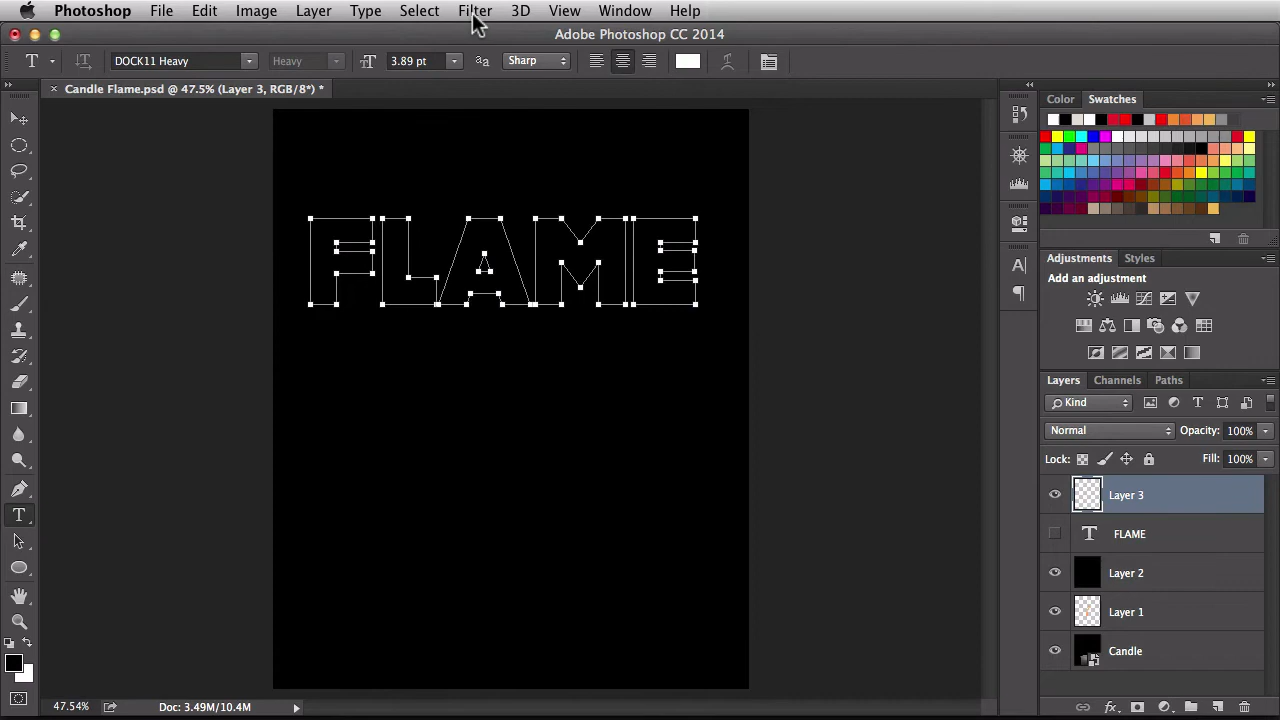 Photoshop File Edit Image Layer Type Select Filter 3D View Window Help
Adobe Photoshop CC 2014
T DOCK11 Heavy Heavy 3.89 pt Sharp
× Candle Flame.psd @ 47.5% (Layer 3, RGB/8*) *
Color Swatches
FLAME
Adjustments Styles
Add an adjustment
Layers Channels Paths
Kind
Normal Opacity: 100%
Lock: Fill: 100%
Layer 3
T FLAME
Layer 2
Layer 1
Candle
47.54% Doc: 3.49M/10.4M